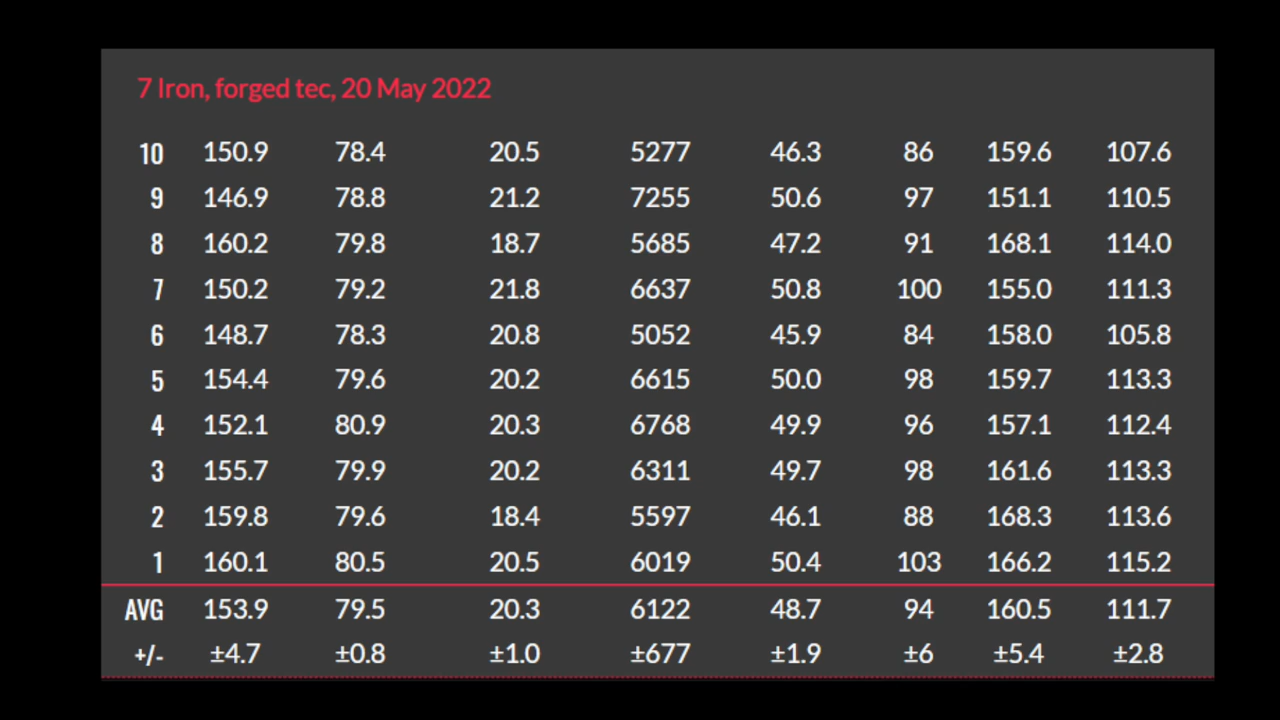 7 Iron, forged tec, 20 May 2022
10 150.9 78.4 20.5 5277 46.3 86 159.6 107.6
9 146.9 78.8 21.2 7255 50.6 97 151.1 110.5
8 160.2 79.8 18.7 5685 47.2 91 168.1 114.0
7 150.2 79.2 21.8 6637 50.8 100 155.0 111.3
6 148.7 78.3 20.8 5052 45.9 84 158.0 105.8
5 154.4 79.6 20.2 6615 50.0 98 159.7 113.3
4 152.1 80.9 20.3 6768 49.9 96 157.1 112.4
3 155.7 79.9 20.2 6311 49.7 98 161.6 113.3
2 159.8 79.6 18.4 5597 46.1 88 168.3 113.6
1 160.1 80.5 20.5 6019 50.4 103 166.2 115.2
AVG 153.9 79.5 20.3 6122 48.7 94 160.5 111.7
+/- ±4.7 ±0.8 ±1.0 ±677 ±1.9 ±6 ±5.4 ±2.8